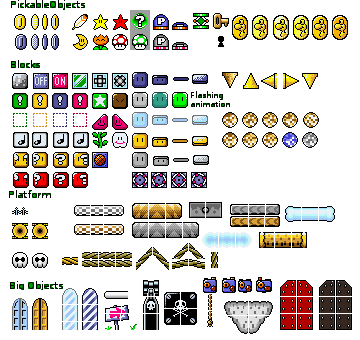 PickableObjects
P P
P P
Blocks
OFF ON
Flashing
animation
Platform
Big Objects